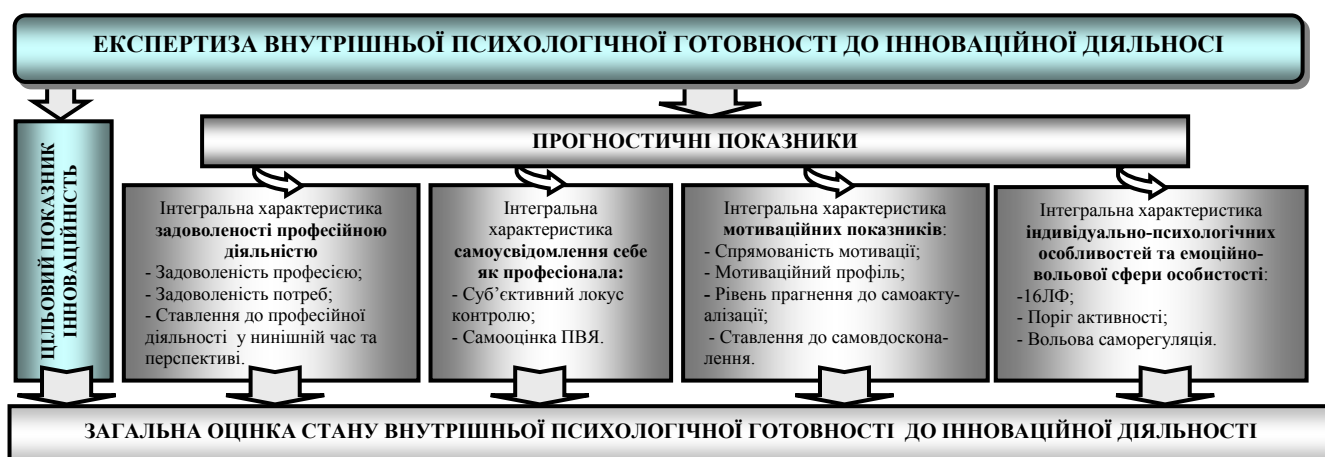 ЕКСПЕРТИЗА ВНУТРІШНЬОЇ ПСИХОЛОГІЧНОЇ ГОТОВНОСТІ ДО ІННОВАЦІЙНОЇ ДІЯЛЬНОСІ
ЦІЛЬОВИЙ ПОКАЗНИК
ІННОВАЦІЙНІСТЬ
ПРОГНОСТИЧНІ ПОКАЗНИКИ
Інтегральна характеристика
задоволеності професійною
діяльністю
- Задоволеність професією;
- Задоволеність потреб;
- Ставлення до професійної
діяльності у нинішній час та
перспективі.
Інтегральна
характеристика
самоусвідомлення себе
як професіонала:
- Суб’єктивний локус
контролю;
- Самооцінка ПВЯ.
Інтегральна характеристика
мотиваційних показників:
- Спрямованість мотивації;
- Мотиваційний профіль;
- Рівень прагнення до самоакту-
алізації;
- Ставлення до самовдоскона-
лення.
Інтегральна характеристика
індивідуально-психологічних
особливостей та емоційно-
вольової сфери особистості:
-16ЛФ;
- Поріг активності;
- Вольова саморегуляція.
ЗАГАЛЬНА ОЦІНКА СТАНУ ВНУТРІШНЬОЇ ПСИХОЛОГІЧНОЇ ГОТОВНОСТІ ДО ІННОВАЦІЙНОЇ ДІЯЛЬНОСТІ